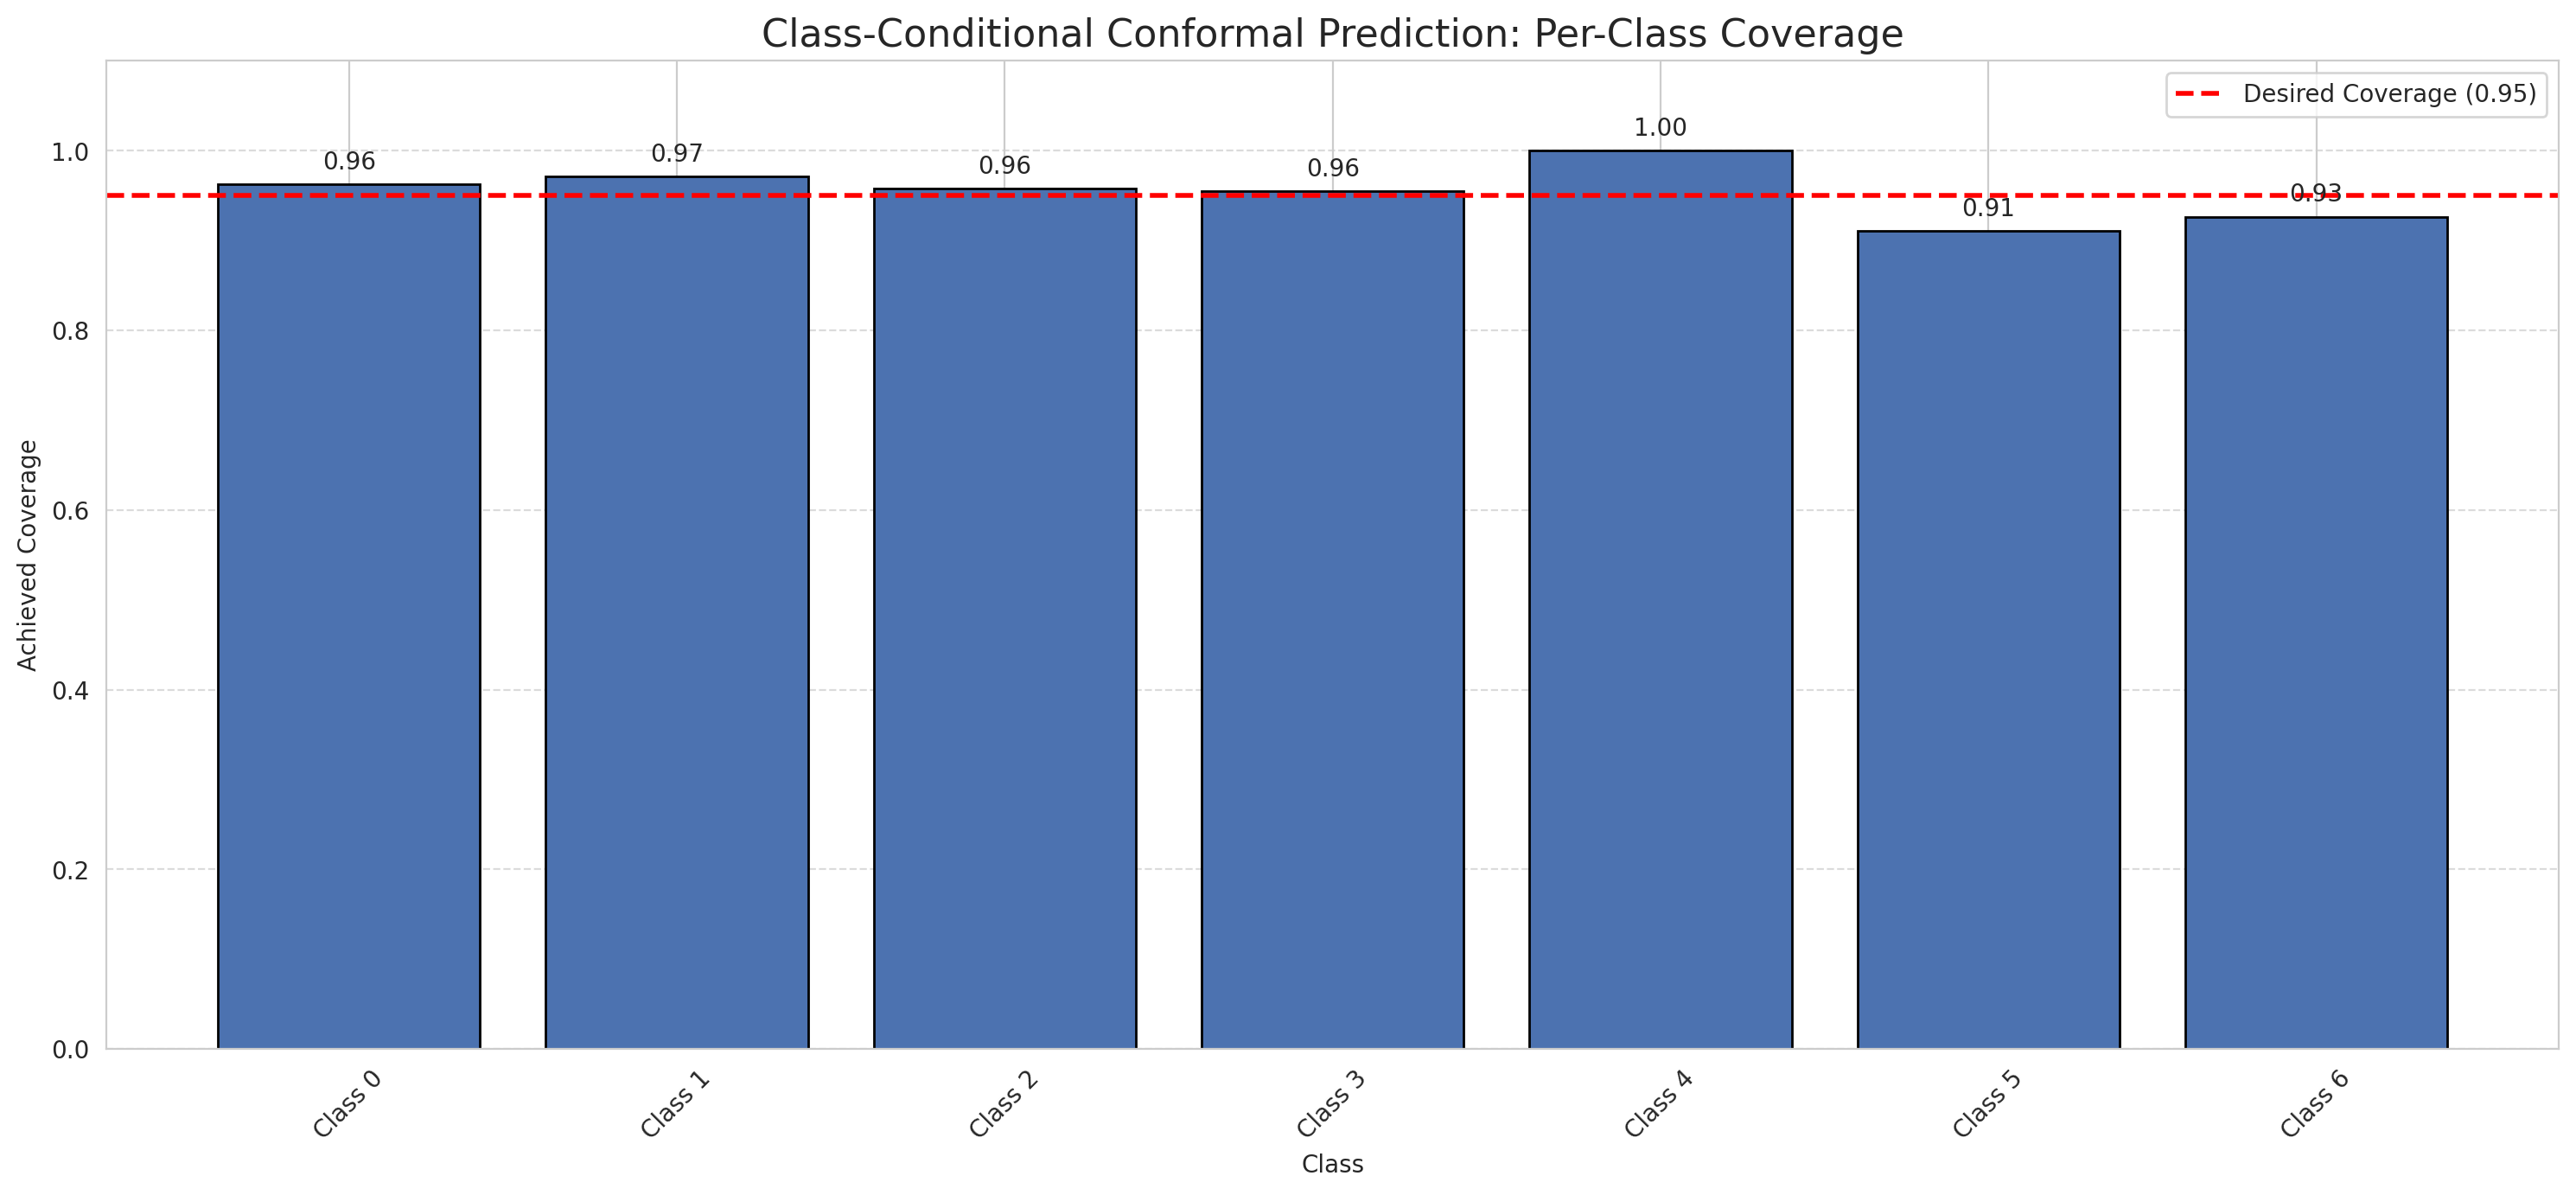 Class-Conditional Conformal Prediction: Per-Class Coverage
Desired Coverage (0.95)
Achieved Coverage
1.0
0.8
0.6
0.4
0.2
0.0
0.96
0.97
0.96
0.96
1.00
0.91
0.93
Class 0
Class 1
Class 2
Class 3
Class 4
Class 5
Class 6
Class